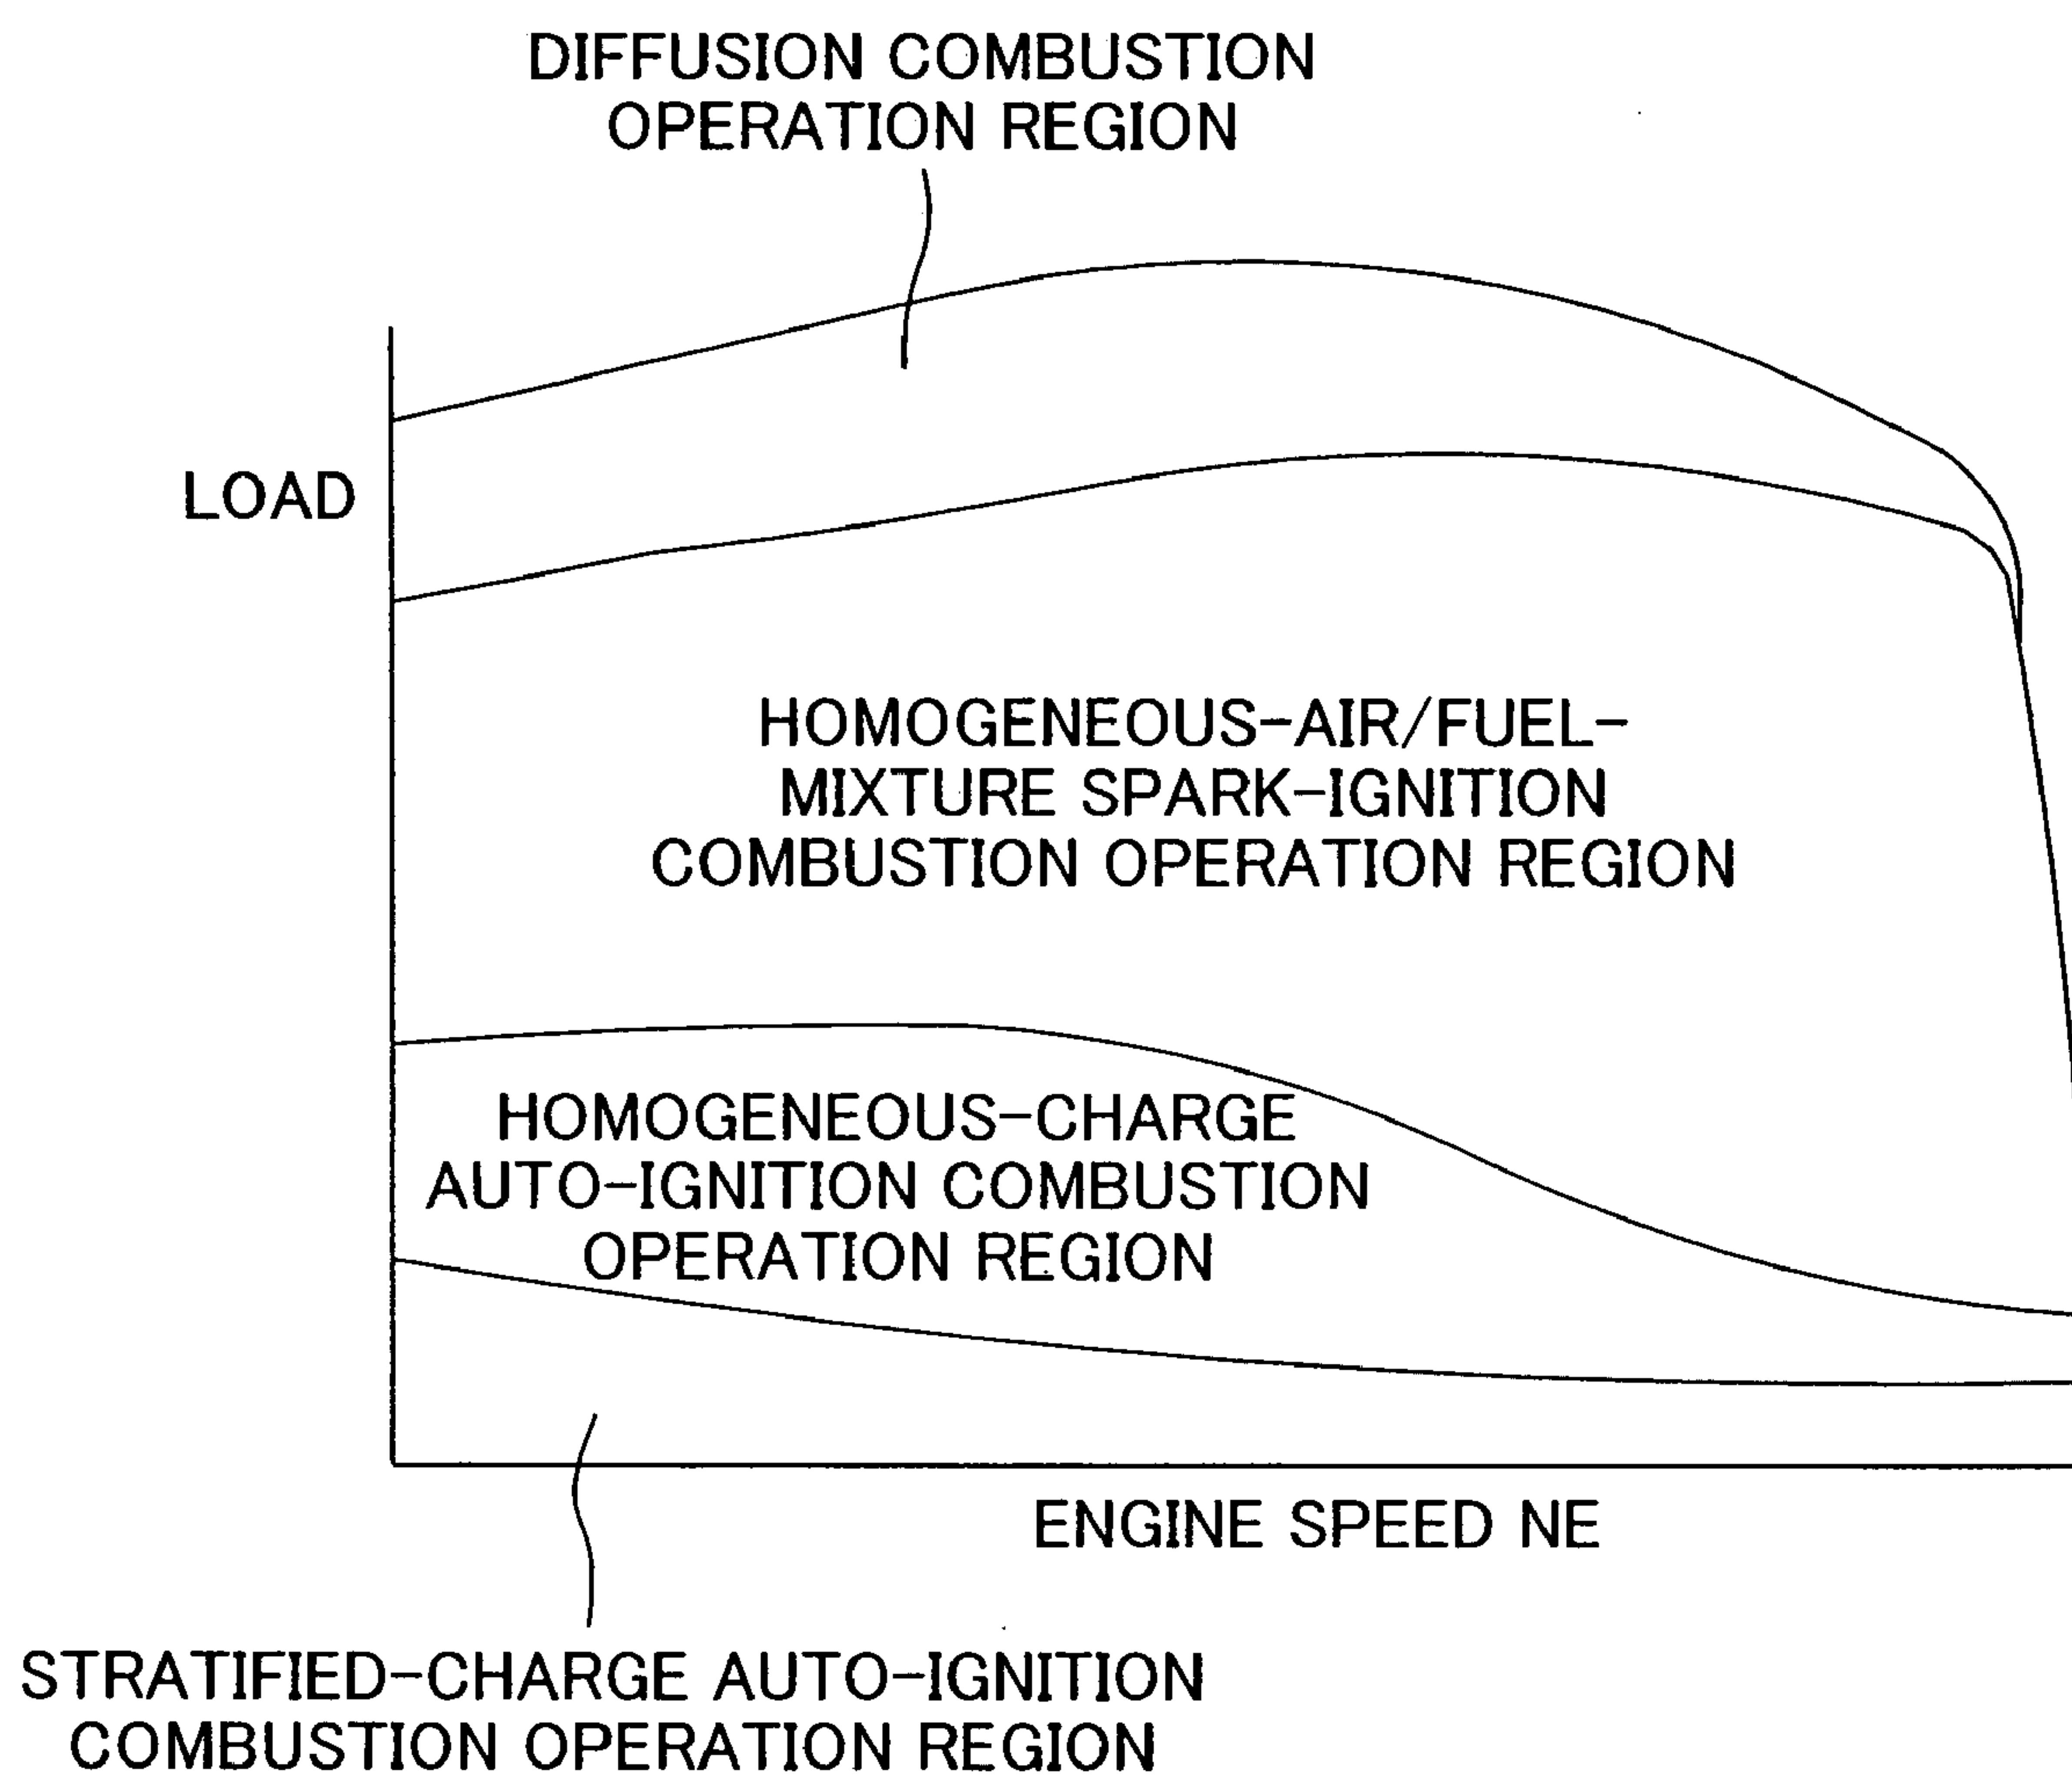 DIFFUSION COMBUSTION
OPERATION REGION
LOAD
HOMOGENEOUS-AIR/FUEL-
MIXTURE SPARK-IGNITION
COMBUSTION OPERATION REGION
HOMOGENEOUS-CHARGE
AUTO-IGNITION COMBUSTION
OPERATION REGION
ENGINE SPEED NE
STRATIFIED-CHARGE AUTO-IGNITION
COMBUSTION OPERATION REGION